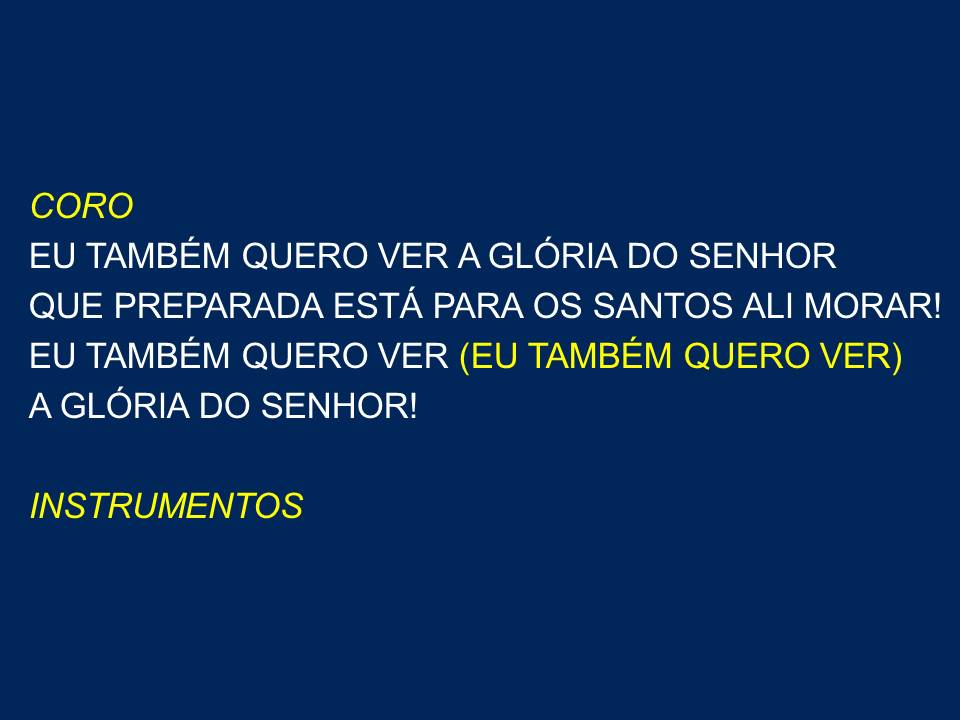 CORO
EU TAMBÉM QUERO VER A GLÓRIA DO SENHOR
QUE PREPARADA ESTÁ PARA OS SANTOS ALI MORAR!
EU TAMBÉM QUERO VER (EU TAMBÉM QUERO VER)
A GLÓRIA DO SENHOR!
INSTRUMENTOS